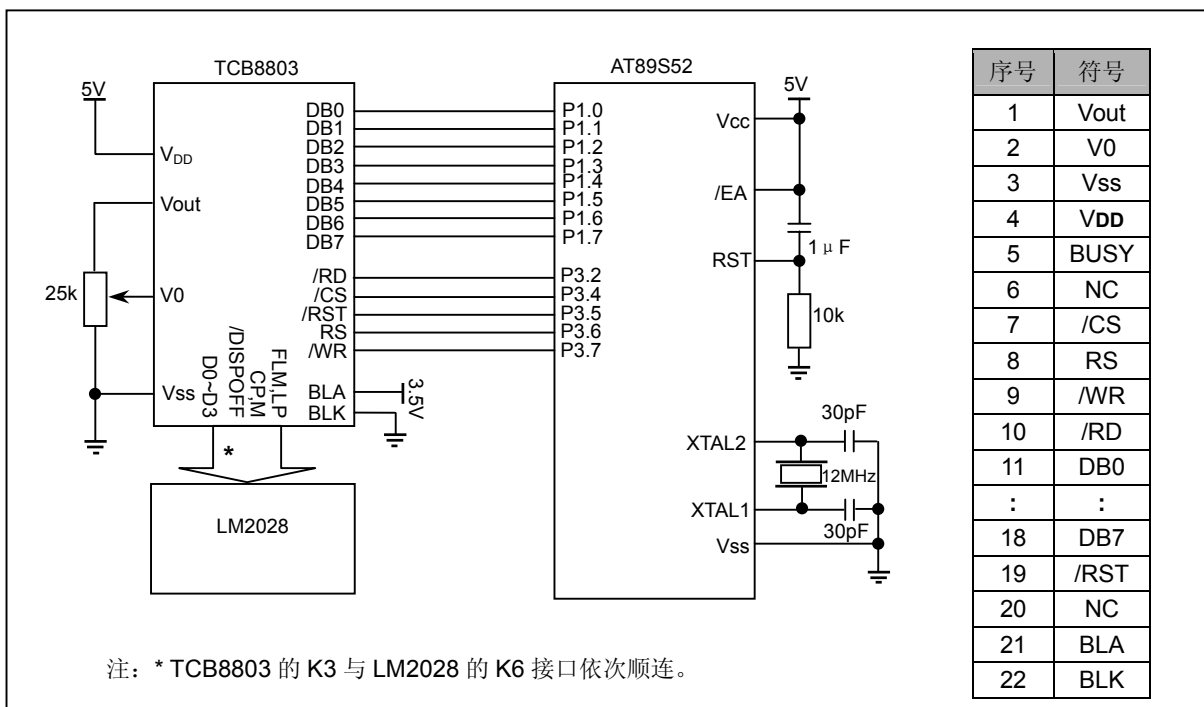 TCB8803
AT89S52
5V
5V
VDD
Vout
25k
V0
Vss
D0~D3
/DISPOFF
CP,M
FLM,LP
DB0
DB1
DB2
DB3
DB4
DB5
DB6
DB7
/RD
/CS
/RST
RS
/WR
BLA
BLK
3.5V
P1.0
P1.1
P1.2
P1.3
P1.4
P1.5
P1.6
P1.7
P3.2
P3.4
P3.5
P3.6
P3.7
Vcc
/EA
1μF
RST
10k
30pF
XTAL2
12MHz
XTAL1
30pF
Vss
*
LM2028
注：* TCB8803 的 K3 与 LM2028 的 K6 接口依次顺连。
序号 符号
1 Vout
2 V0
3 Vss
4 VDD
5 BUSY
6 NC
7 /CS
8 RS
9 /WR
10 /RD
11 DB0
: :
18 DB7
19 /RST
20 NC
21 BLA
22 BLK